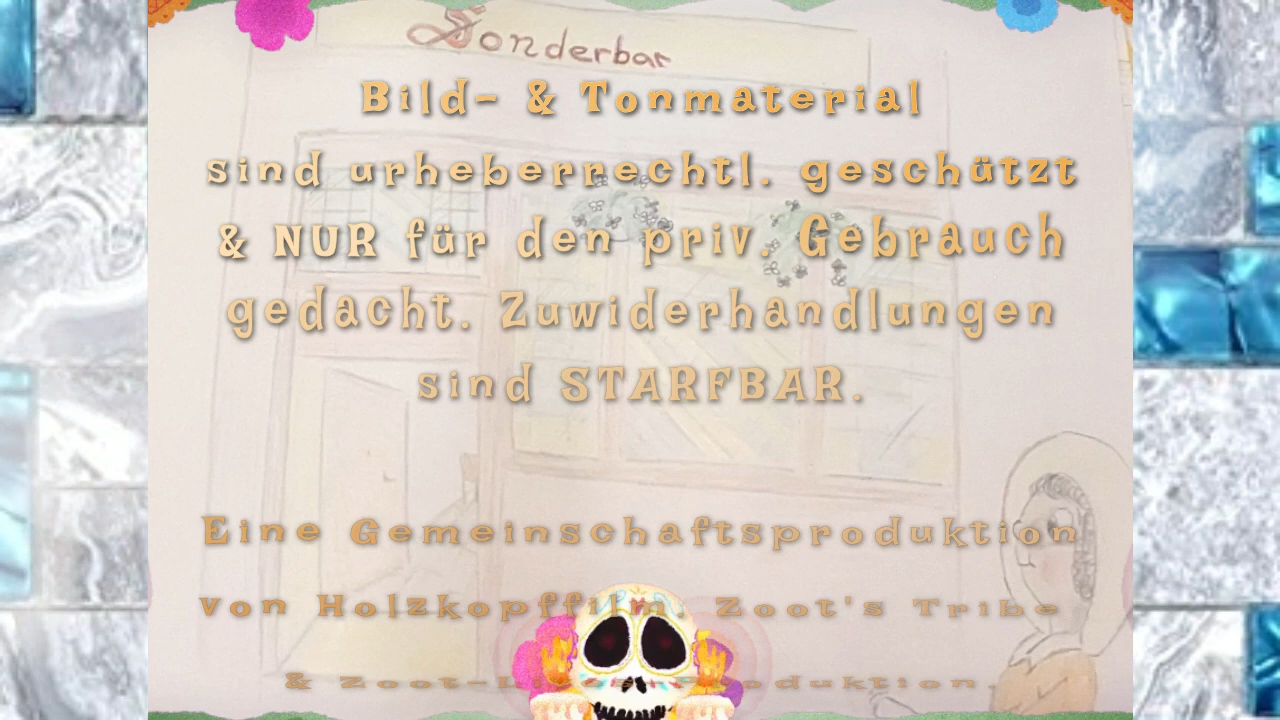 Sonderbar
Bild- & Tonmaterial
sind urheberrechtl. geschützt
& NUR für den priv. Gebrauch
gedacht. Zuwiderhandlungen
sind STARFBAR.
Eine Gemeinschaftsproduktion
von Holzkopffilm, Zoot's Tribe
&